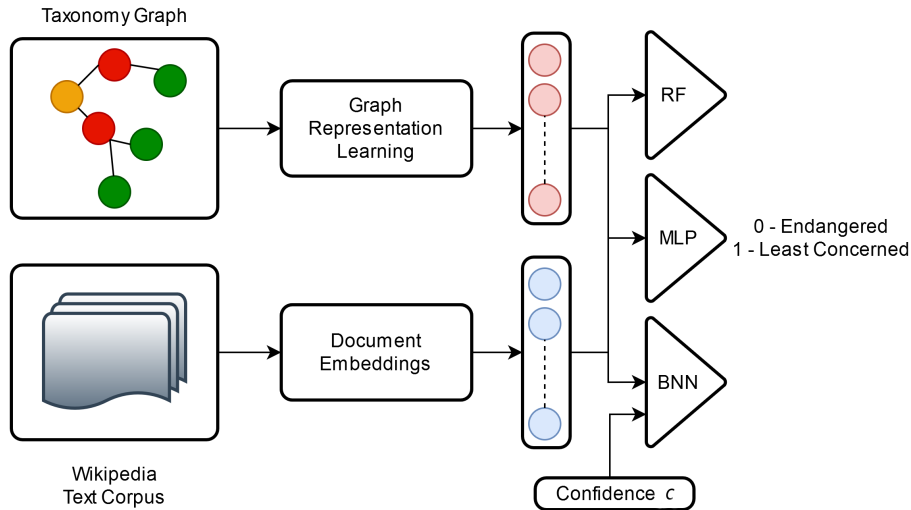 Taxonomy Graph
Graph
Representation
Learning
RF
MLP
0 - Endangered
1 - Least Concerned
Document
Embeddings
BNN
Wikipedia
Text Corpus
Confidence c